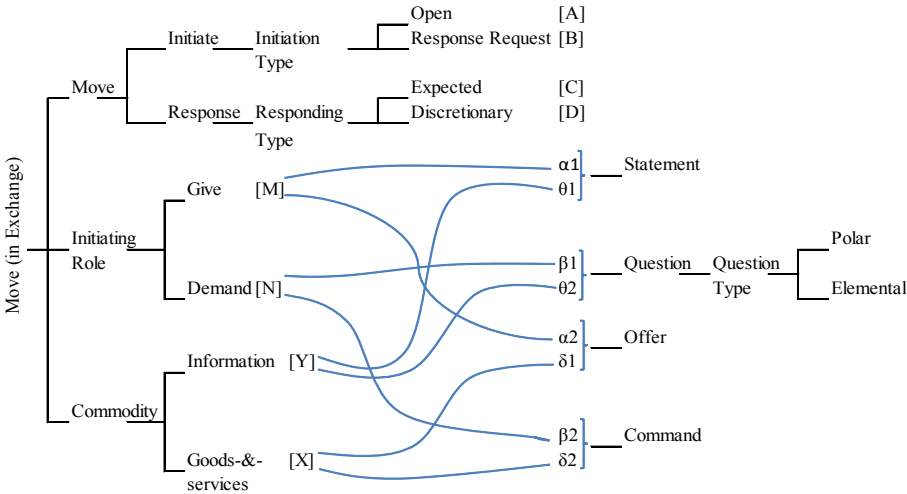 Move (in Exchange)
Move
Initiate
Initiation
Type
Open [A]
Response Request [B]
Response
Responding
Type
Expected [C]
Discretionary [D]
Initiating
Role
Give [M]
Demand [N]
Commodity
Information [Y]
Goods-&-
services
[X]
α1
θ1
Statement
β1
θ2
Question
Question
Type
Polar
Elemental
α2
δ1
Offer
β2
δ2
Command